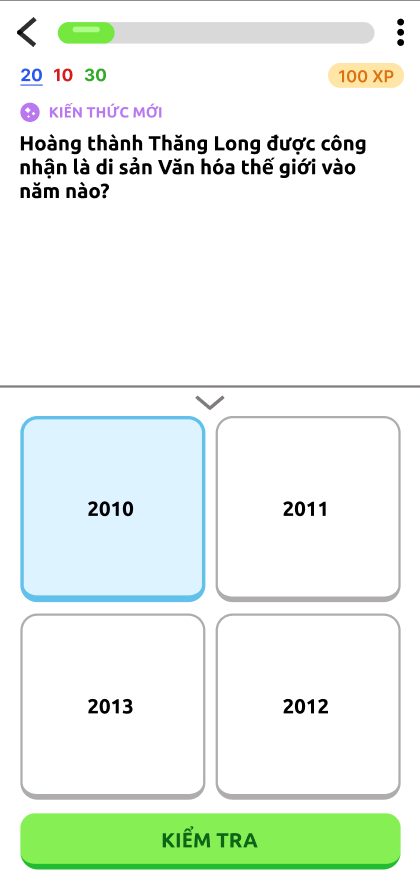 20 10 30
100 XP
KIẾN THỨC MỚI
Hoàng thành Thăng Long được công
nhận là di sản Văn hóa thế giới vào
năm nào?
2010
2011
2013
2012
KIỂM TRA